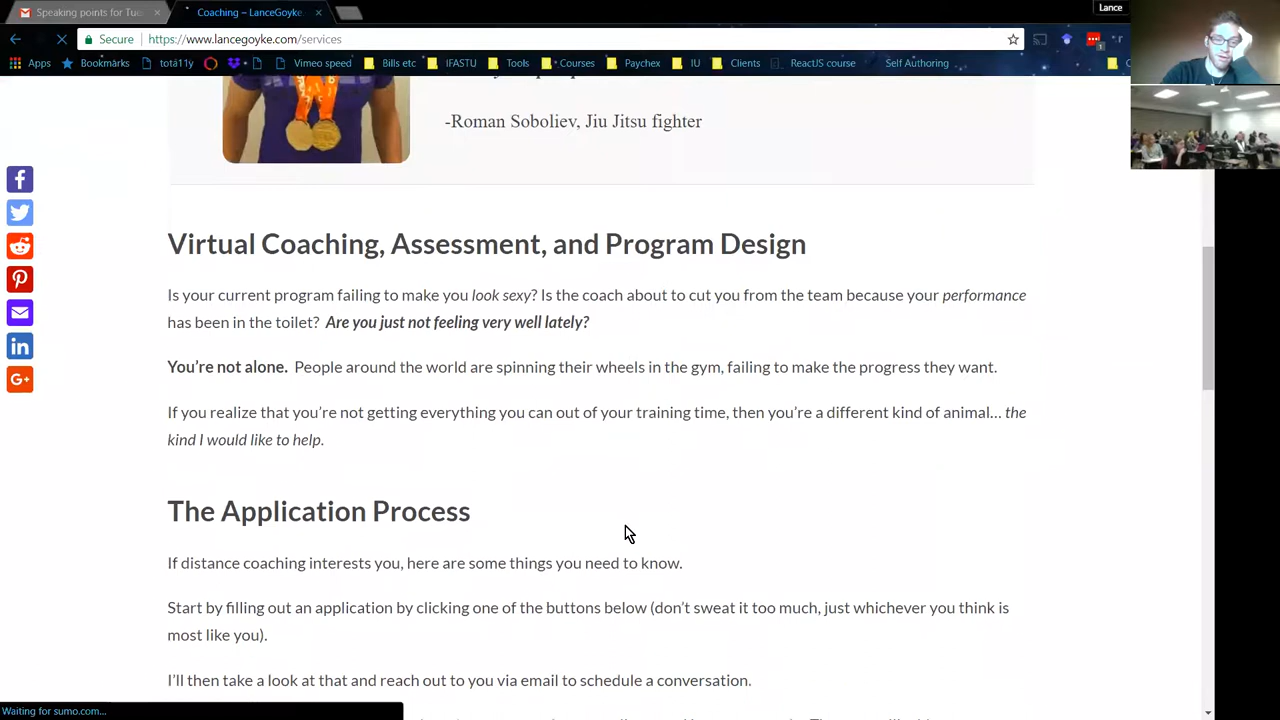 Speaking points for Tue
Coaching – LanceGoyke.
Lance
Secure
https://www.lancegoyke.com/services
Apps
Bookmarks
totá11y
Vimeo speed
Bills etc
IFASTU
Tools
Courses
Paychex
IU
Clients
ReactJS course
Self Authoring
-Roman Soboliev, Jiu Jitsu fighter
Virtual Coaching, Assessment, and Program Design
Is your current program failing to make you look sexy? Is the coach about to cut you from the team because your performance
has been in the toilet? Are you just not feeling very well lately?
You're not alone. People around the world are spinning their wheels in the gym, failing to make the progress they want.
If you realize that you're not getting everything you can out of your training time, then you're a different kind of animal… the
kind I would like to help.
The Application Process
If distance coaching interests you, here are some things you need to know.
Start by filling out an application by clicking one of the buttons below (don't sweat it too much, just whichever you think is
most like you).
I'll then take a look at that and reach out to you via email to schedule a conversation.
Waiting for sumo.com...